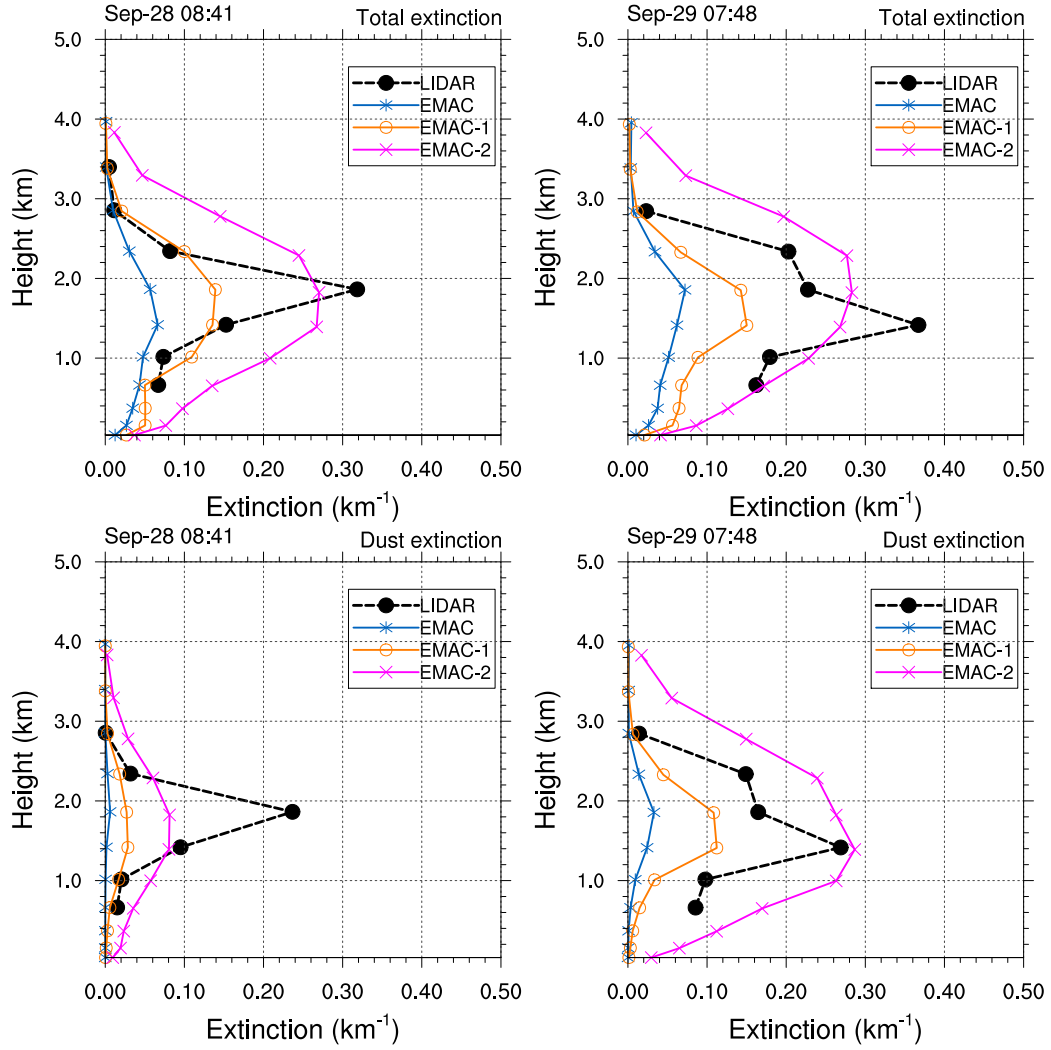 Sep-28 08:41 Total extinction
5.0
4.0
3.0
2.0
1.0
Height (km)
LIDAR
EMAC
EMAC-1
EMAC-2
0.00 0.10 0.20 0.30 0.40 0.50
Extinction (km⁻¹)
Sep-29 07:48 Total extinction
5.0
4.0
3.0
2.0
1.0
Height (km)
LIDAR
EMAC
EMAC-1
EMAC-2
0.00 0.10 0.20 0.30 0.40 0.50
Extinction (km⁻¹)
Sep-28 08:41 Dust extinction
5.0
4.0
3.0
2.0
1.0
Height (km)
LIDAR
EMAC
EMAC-1
EMAC-2
0.00 0.10 0.20 0.30 0.40 0.50
Extinction (km⁻¹)
Sep-29 07:48 Dust extinction
5.0
4.0
3.0
2.0
1.0
Height (km)
LIDAR
EMAC
EMAC-1
EMAC-2
0.00 0.10 0.20 0.30 0.40 0.50
Extinction (km⁻¹)